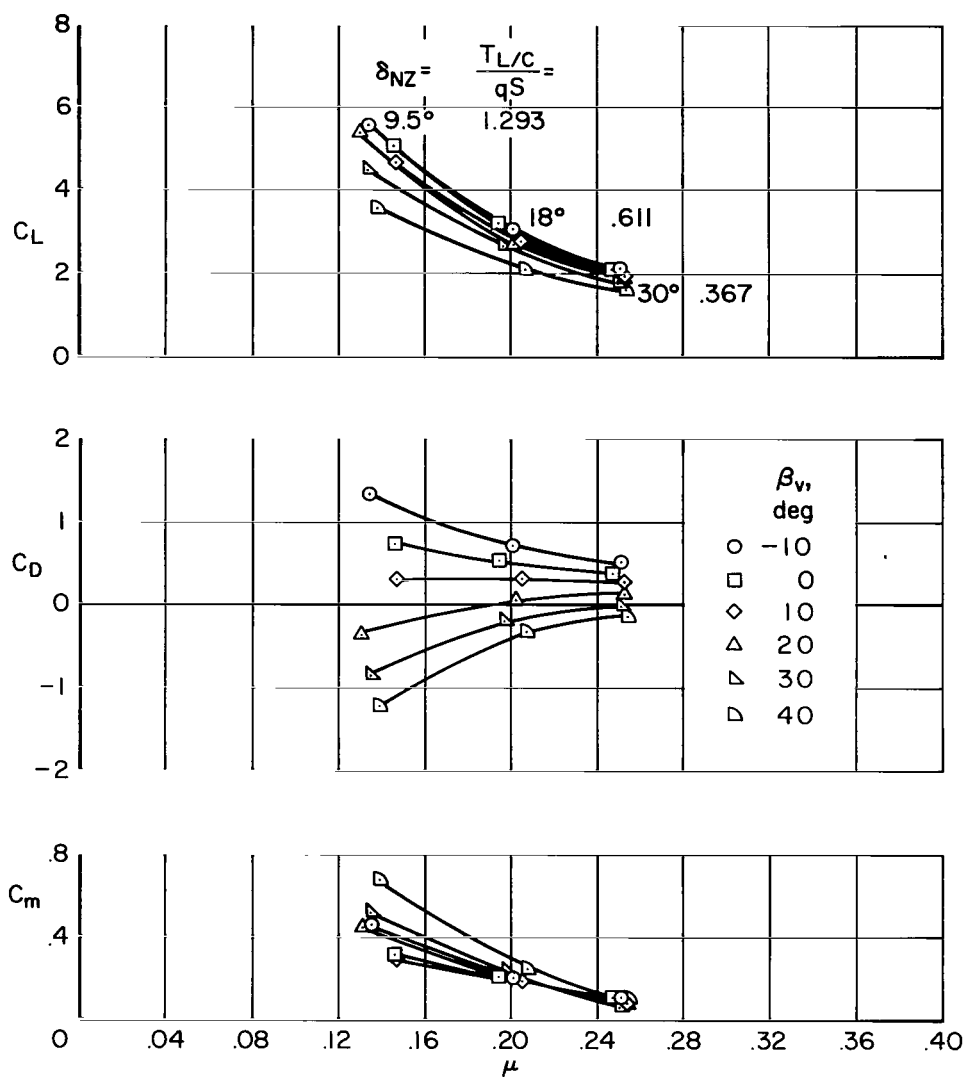 8
δNZ = T L/C / qS =
6
9.5° 1.293
4
CL
18° .611
2
30° .367
0
2
βv,
deg
1
−10
CD
0
0
10
20
−1
30
40
−2
.8
Cm
.4
0 .04 .08 .12 .16 .20 .24 .28 .32 .36 .40
μ